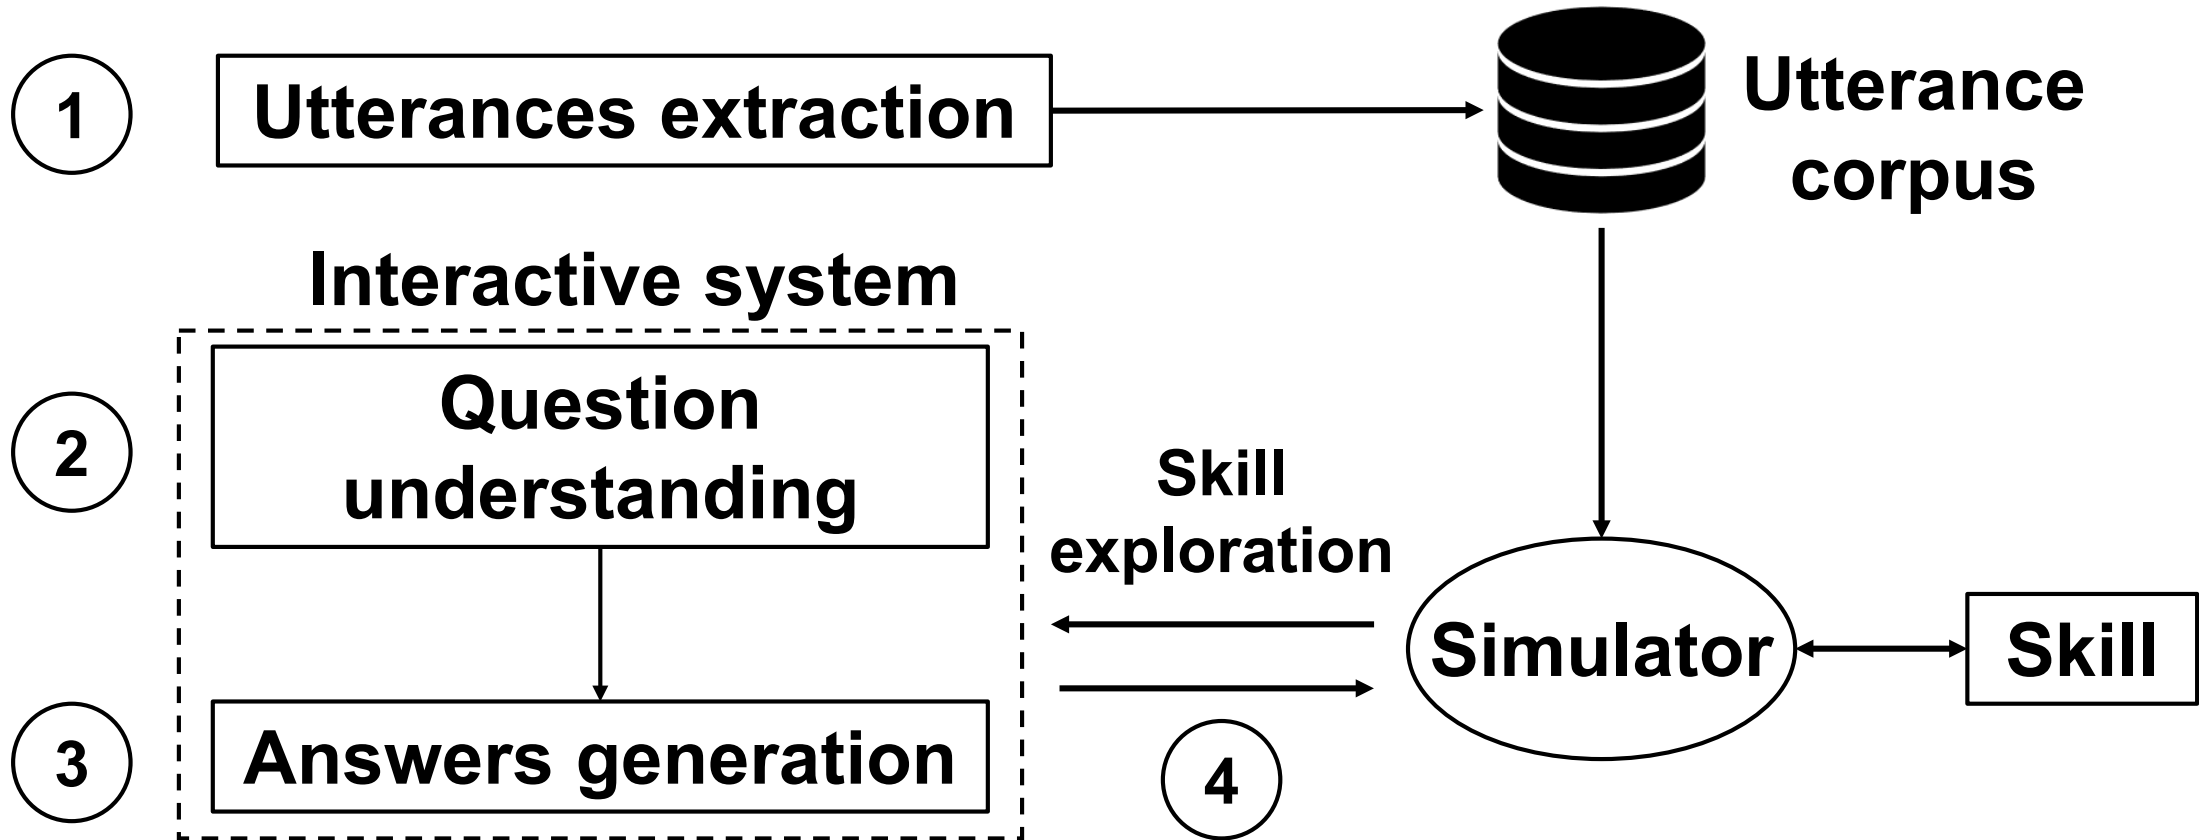 1
Utterances extraction
Utterance
corpus
Interactive system
2
Question
understanding
Skill
exploration
Simulator
Skill
3
Answers generation
4